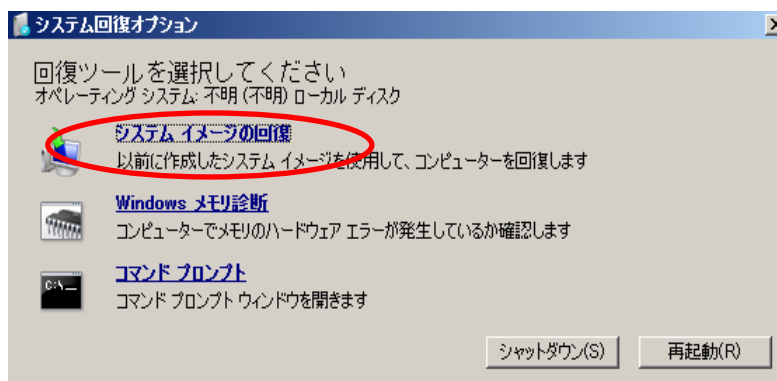 システム回復オプション
回復ツールを選択してください
オペレーティング システム: 不明 (不明) ローカル ディスク
システム イメージの回復
以前に作成したシステム イメージを使用して、コンピューターを回復します
Windows メモリ診断
コンピューターでメモリのハードウェア エラーが発生しているか確認します
C:\_
コマンド プロンプト
コマンド プロンプト ウィンドウを開きます
シャットダウン(S) 再起動(R)